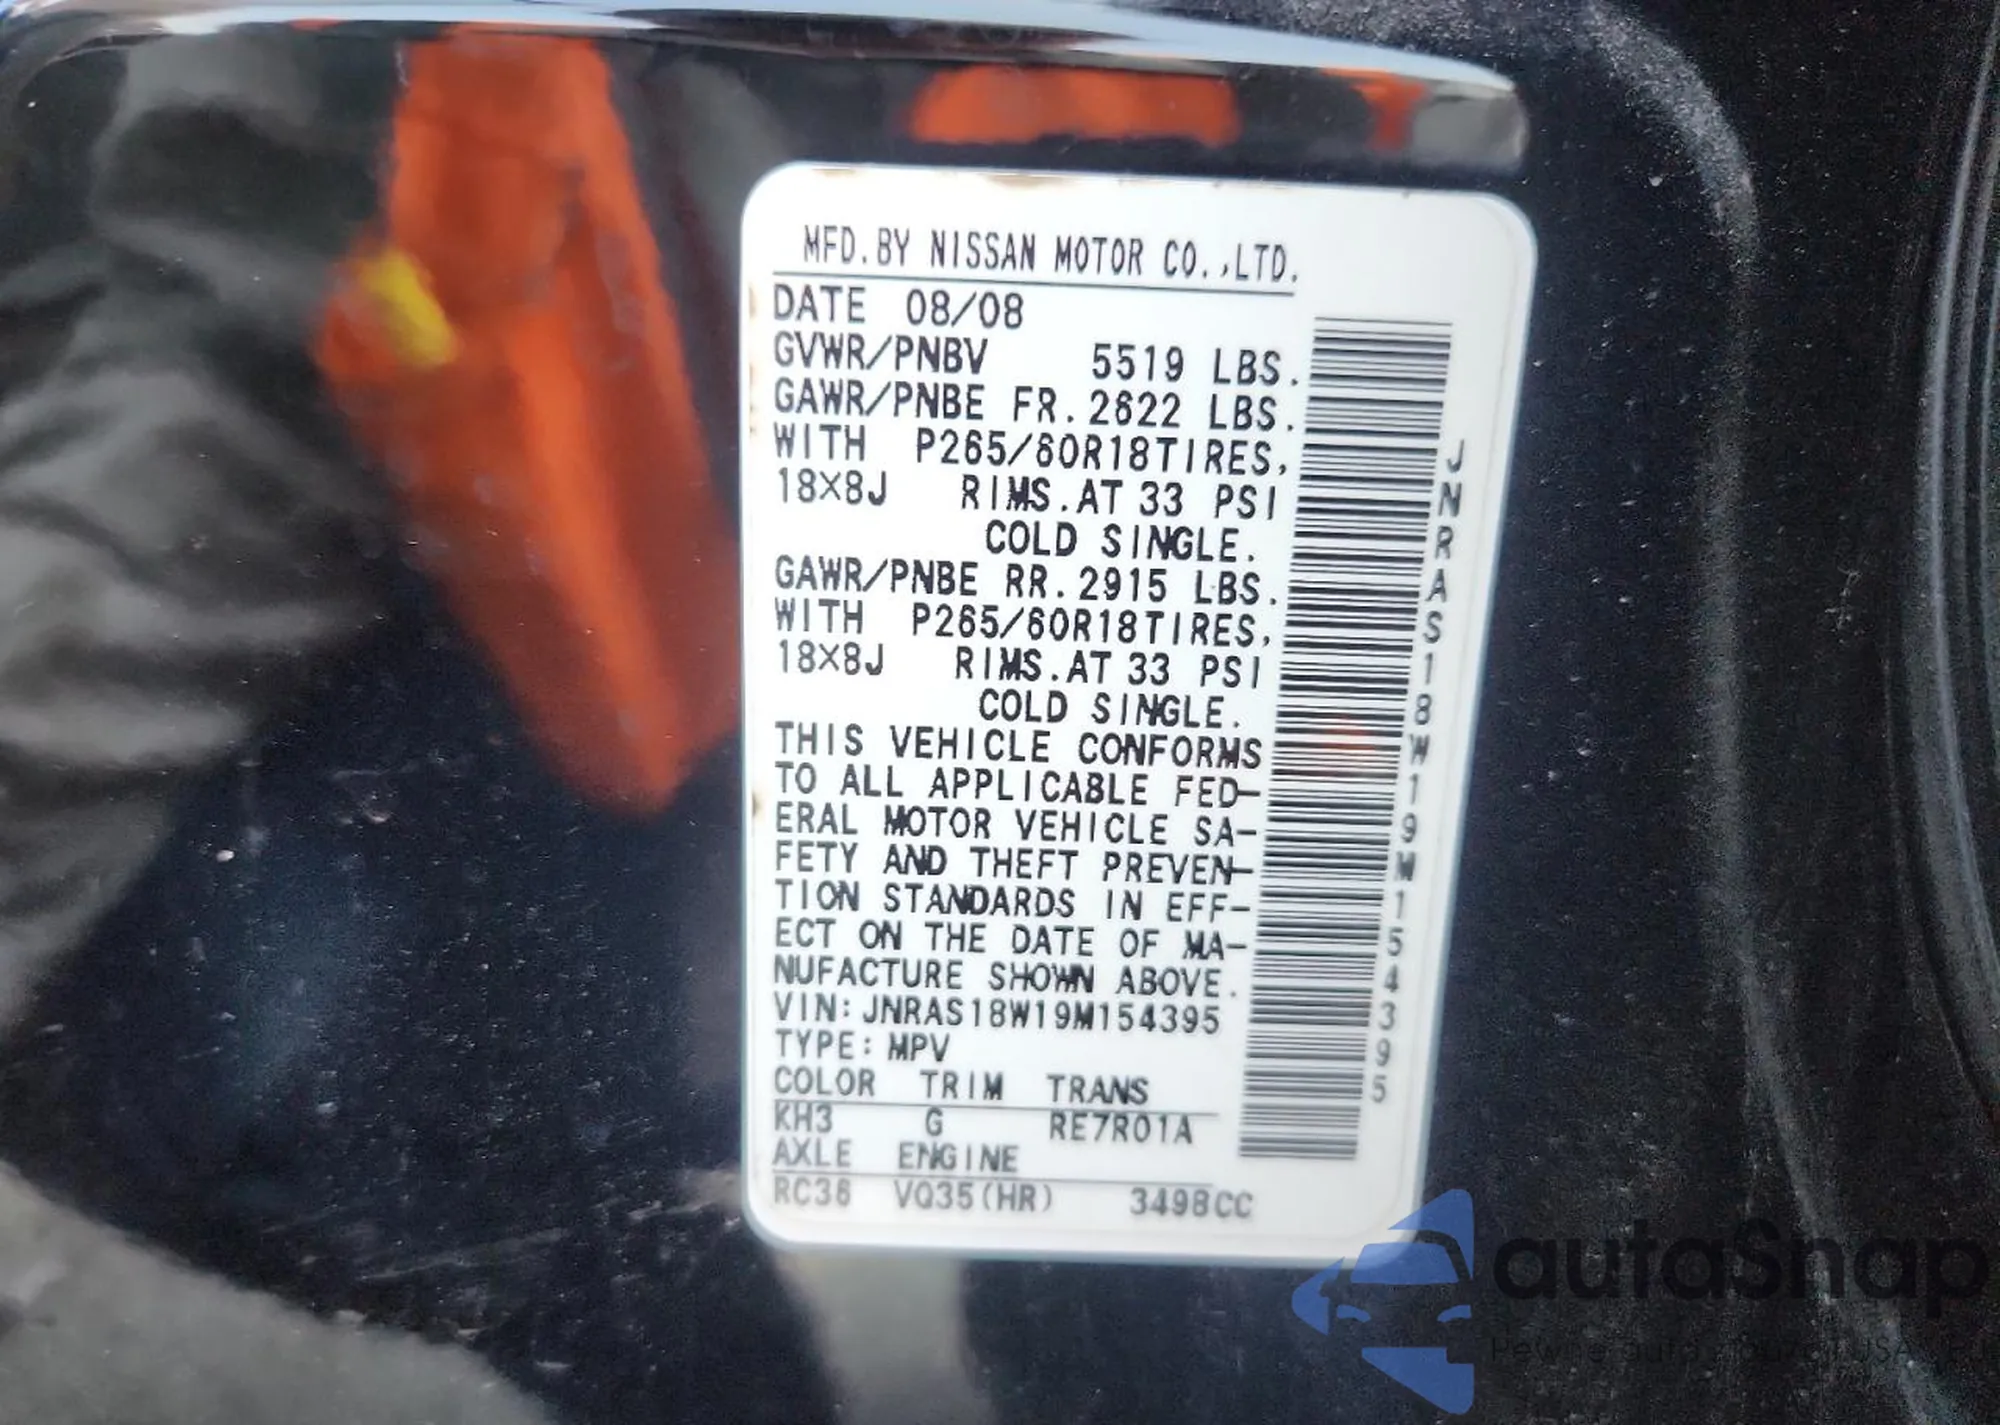 MFD.BY NISSAN MOTOR CO.,LTD.
DATE 08/08
GVWR/PNBV 5519 LBS.
GAWR/PNBE FR.2622 LBS.
WITH P265/60R18TIRES,
18×8J RIMS.AT 33 PSI
COLD SINGLE.
GAWR/PNBE RR.2915 LBS.
WITH P265/60R18TIRES,
18×8J RIMS.AT 33 PSI
COLD SINGLE.
THIS VEHICLE CONFORMS
TO ALL APPLICABLE FED–
ERAL MOTOR VEHICLE SA–
FETY AND THEFT PREVEN–
TION STANDARDS IN EFF–
ECT ON THE DATE OF MA–
NUFACTURE SHOWN ABOVE.
VIN:JNRAS18W19M154395
TYPE:MPV
COLOR TRIM TRANS
KH3 G RE7R01A
AXLE ENGINE
RC36 VQ35(HR) 3498CC
JNRAS18W19M154395
autaSnap
Pewne auta z